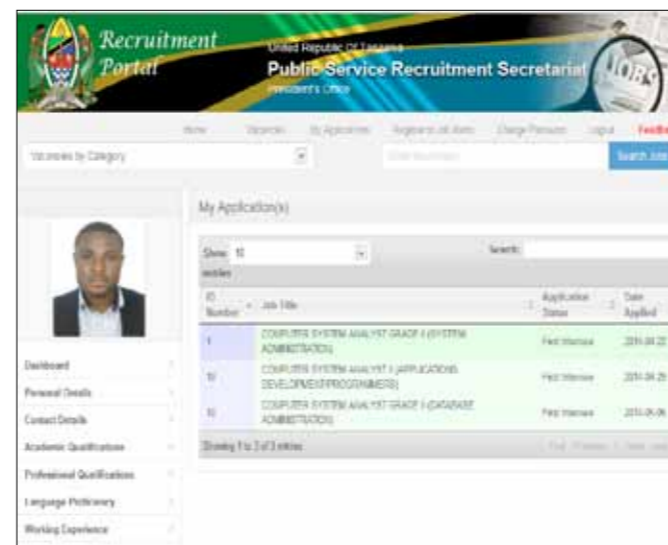 Recruitment
Portal
United Republic Of Tanzania
Public Service Recruitment Secretariat
President's Office
JOBS
Home Vacancies My Applications Register to Job Alerts Change Password Logout Feedba
Vacancies by Category
Search Jobs
My Application(s)
Show 10
entries
Search:
ID
Number
Job Title
Application
Status
Date
Applied
COMPUTER SYSTEM ANALYST GRADE II (SYSTEM
ADMINISTRATION)
First Interview
COMPUTER SYSTEM ANALYST II (APPLICATIONS
DEVELOPMENT/PROGRAMMERS)
First Interview
COMPUTER SYSTEM ANALYST GRADE II (DATABASE
ADMINISTRATION)
First Interview
Showing 1 to 3 of 3 entries
Dashboard
Personal Details
Contact Details
Academic Qualifications
Professional Qualifications
Language Proficiency
Working Experience